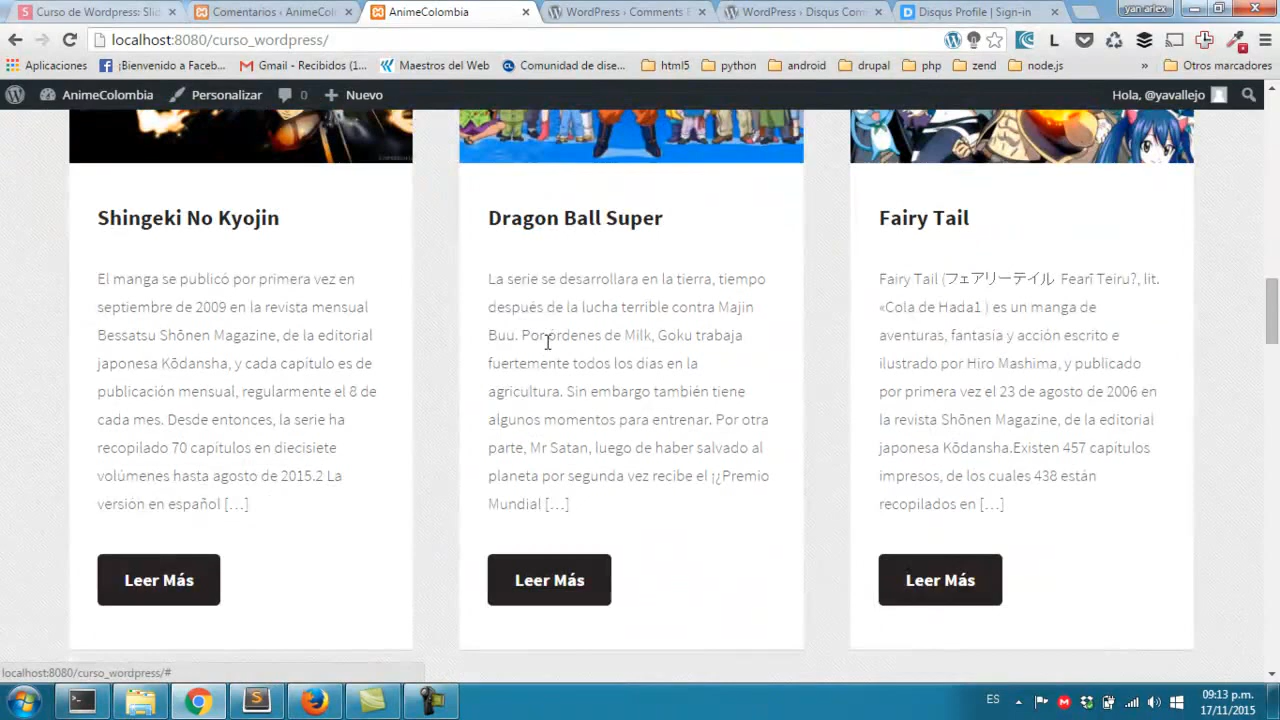 Curso de Wordpress: Slid
Comentarios ‹ AnimeCol
AnimeColombia
WordPress › Comments E
WordPress › Disqus Com
Disqus Profile | Sign-in
yan arlex
localhost:8080/curso_wordpress/
Aplicaciones
¡Bienvenido a Faceb...
Gmail - Recibidos (1...
Maestros del Web
Comunidad de dise...
html5
python
android
drupal
php
zend
node.js
»
Otros marcadores
AnimeColombia
Personalizar
0
Nuevo
Hola, @yavallejo
Shingeki No Kyojin
El manga se publicó por primera vez en
septiembre de 2009 en la revista mensual
Bessatsu Shōnen Magazine, de la editorial
japonesa Kōdansha, y cada capítulo es de
publicación mensual, regularmente el 8 de
cada mes. Desde entonces, la serie ha
recopilado 70 capítulos en diecisiete
volúmenes hasta agosto de 2015.2 La
versión en español […]
Leer Más
Dragon Ball Super
La serie se desarrollara en la tierra, tiempo
después de la lucha terrible contra Majin
Buu. Por órdenes de Milk, Goku trabaja
fuertemente todos los días en la
agricultura. Sin embargo también tiene
algunos momentos para entrenar. Por otra
parte, Mr Satan, luego de haber salvado al
planeta por segunda vez recibe el ¡¿Premio
Mundial […]
Leer Más
Fairy Tail
Fairy Tail (フェアリーテイル Fearī Teiru?, lit.
«Cola de Hada1 ) es un manga de
aventuras, fantasía y acción escrito e
ilustrado por Hiro Mashima, y publicado
por primera vez el 23 de agosto de 2006 en
la revista Shōnen Magazine, de la editorial
japonesa Kōdansha.Existen 457 capítulos
impresos, de los cuales 438 están
recopilados en […]
Leer Más
localhost:8080/curso_wordpress/#
ES
09:13 p.m.
17/11/2015